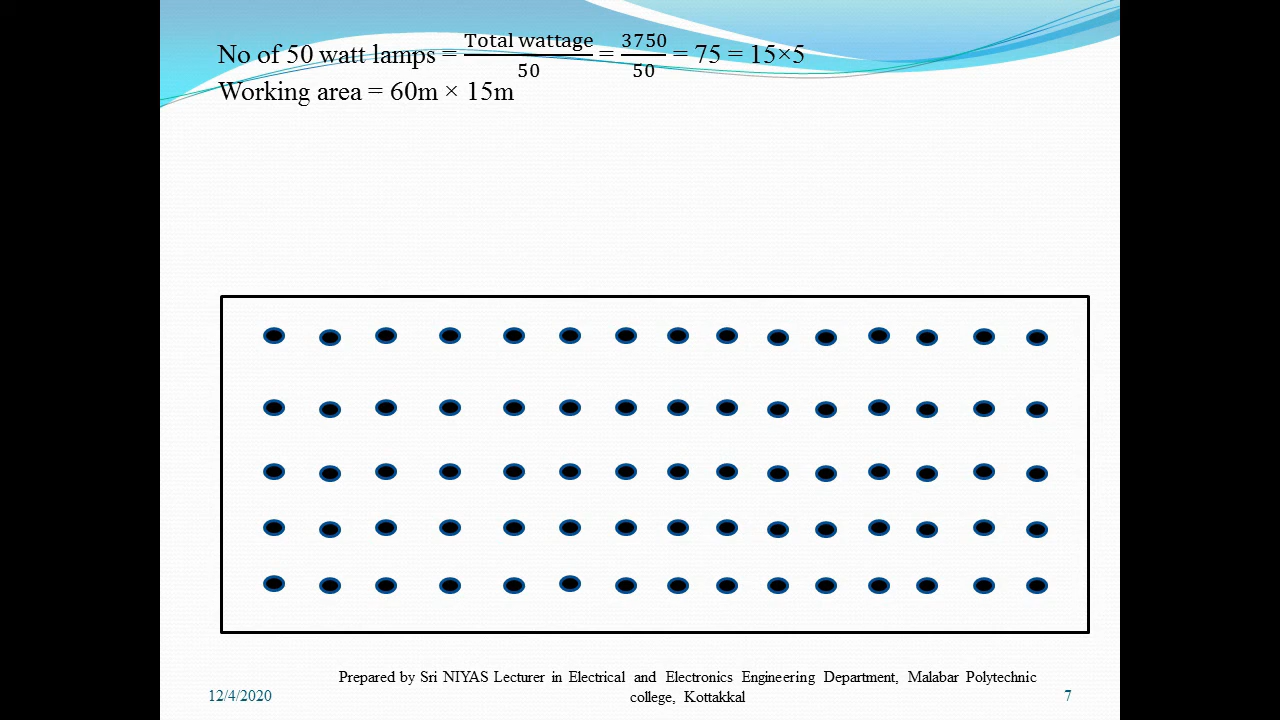 No of 50 watt lamps = Total wattage/50 = 3750/50 = 75 = 15×5
Working area = 60m × 15m
Prepared by Sri NIYAS Lecturer in Electrical and Electronics Engineering Department, Malabar Polytechnic
12/4/2020 college, Kottakkal 7